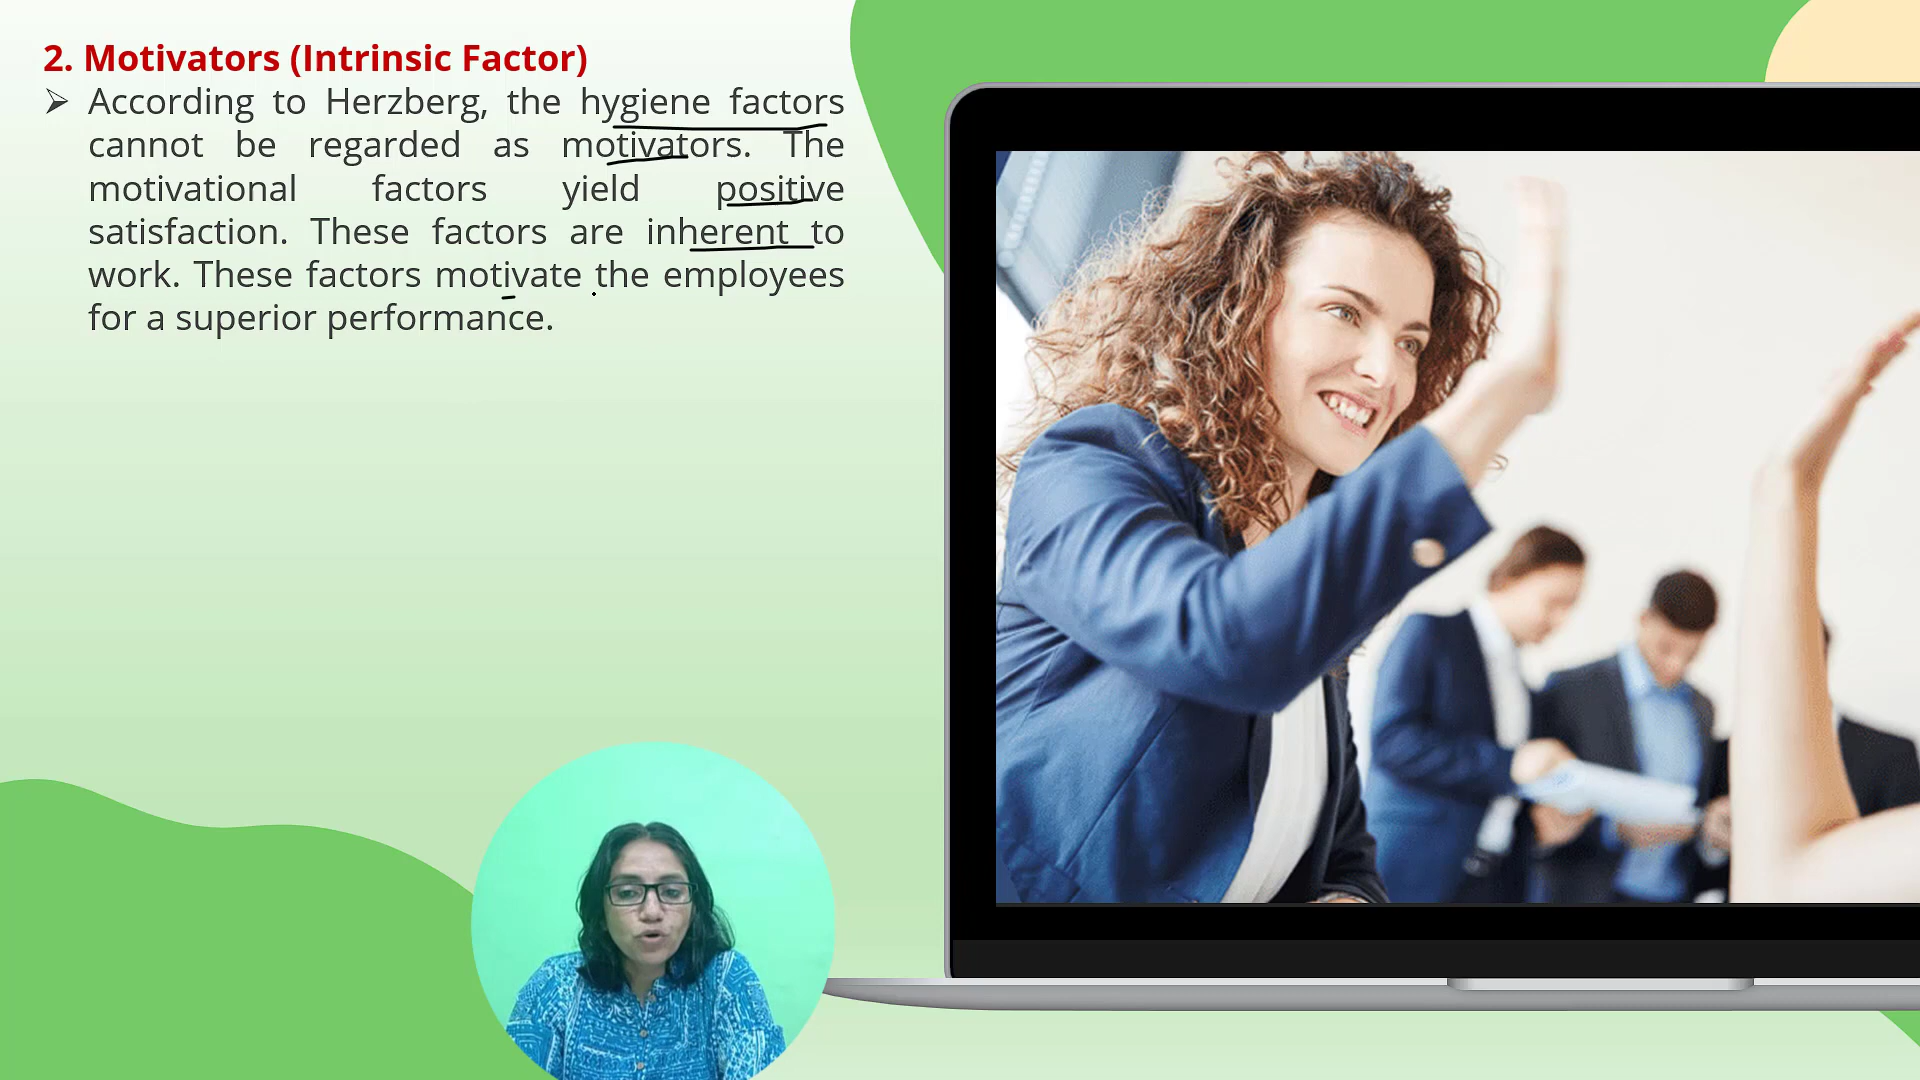 2. Motivators (Intrinsic Factor)
➢ According to Herzberg, the hygiene factors
cannot be regarded as motivators. The
motivational factors yield positive
satisfaction. These factors are inherent to
work. These factors motivate the employees
for a superior performance.